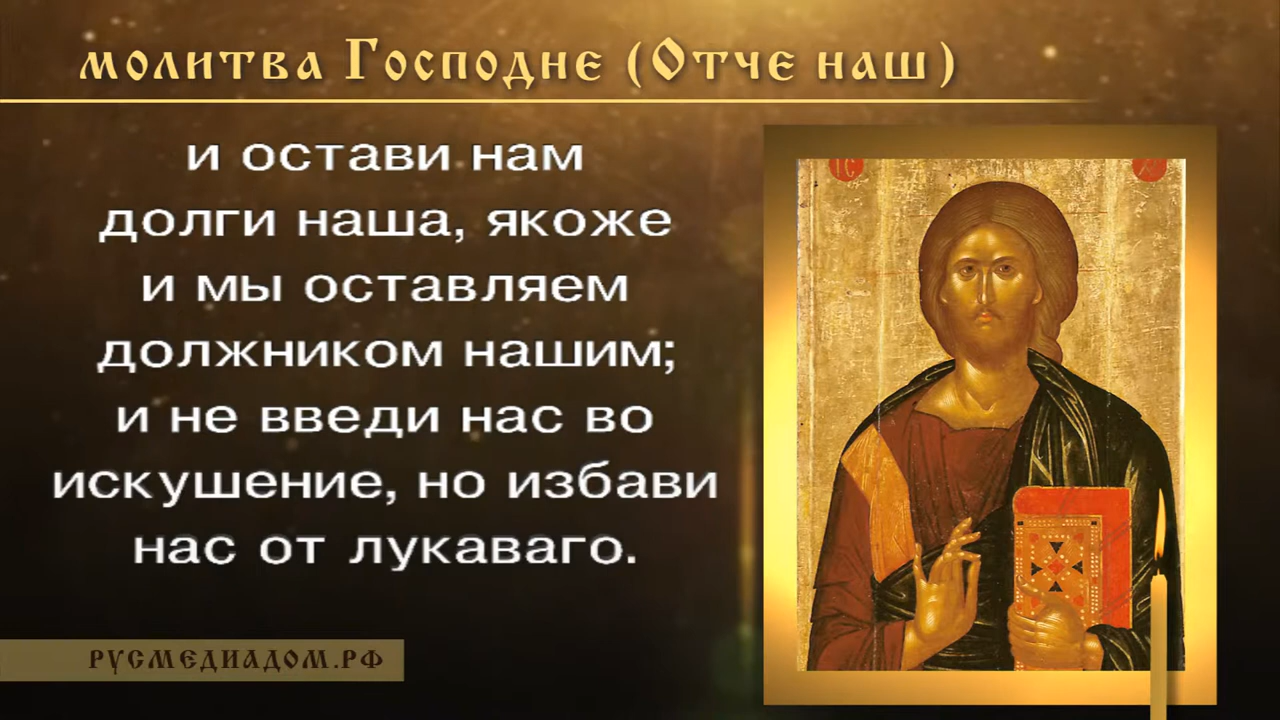 молитва Господне (Отче наш)
и остави нам
долги наша, якоже
и мы оставляем
должником нашим;
и не введи нас во
искушение, но избави
нас от лукаваго.
IC
РУСМЕДИАДОМ.РФ